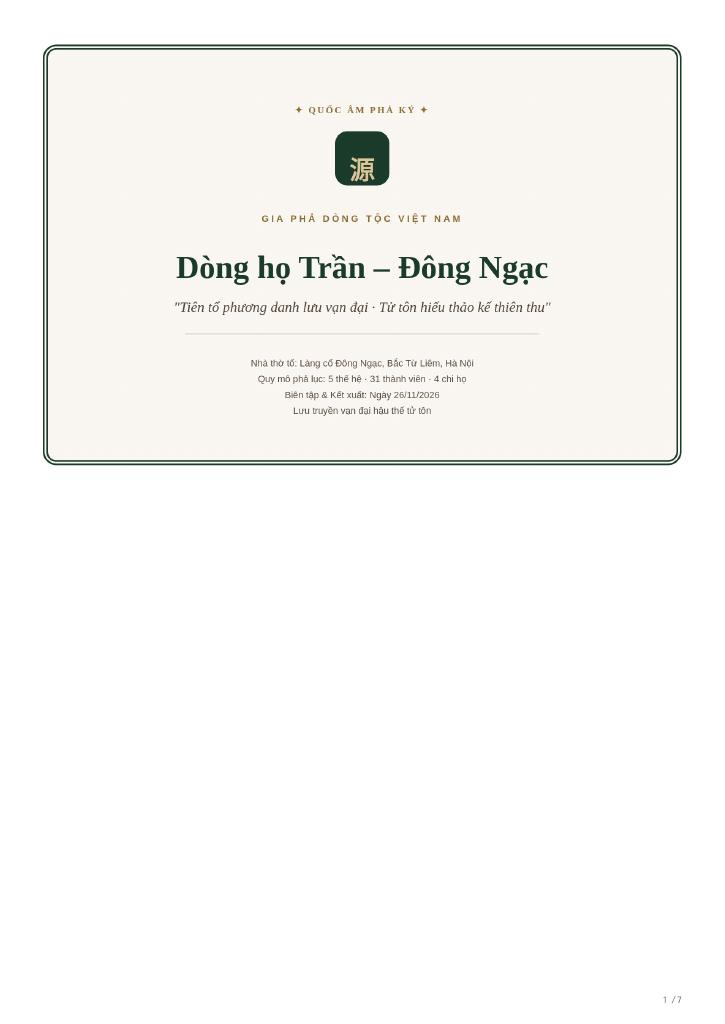 ✦ QUỐC ÂM PHẢ KÝ ✦
源
GIA PHẢ DÒNG TỘC VIỆT NAM
Dòng họ Trần – Đông Ngạc
"Tiên tổ phương danh lưu vạn đại · Tử tôn hiếu thảo kế thiên thu"
Nhà thờ tổ: Làng cổ Đông Ngạc, Bắc Từ Liêm, Hà Nội
Quy mô phả lục: 5 thế hệ · 31 thành viên · 4 chi họ
Biên tập & Kết xuất: Ngày 26/11/2026
Lưu truyền vạn đại hậu thế tử tôn
1 / 7